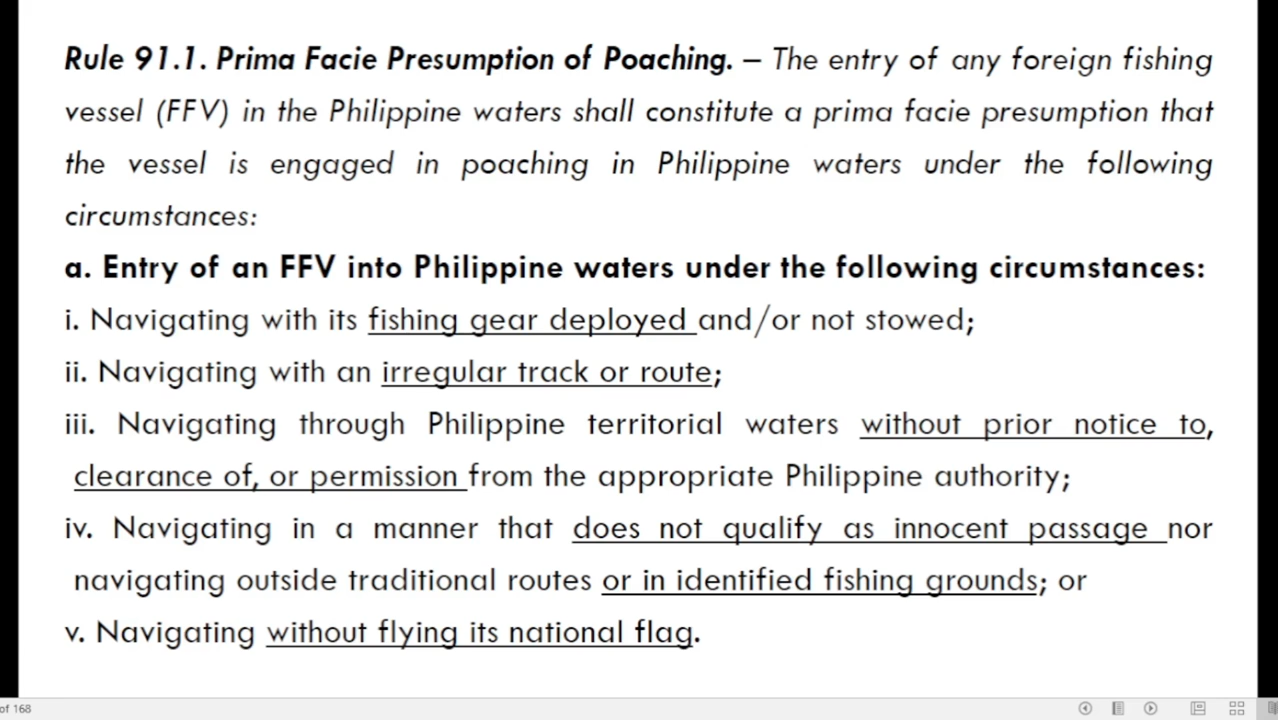 Rule 91.1. Prima Facie Presumption of Poaching. – The entry of any foreign fishing
vessel (FFV) in the Philippine waters shall constitute a prima facie presumption that
the vessel is engaged in poaching in Philippine waters under the following
circumstances:
a. Entry of an FFV into Philippine waters under the following circumstances:
i. Navigating with its fishing gear deployed and/or not stowed;
ii. Navigating with an irregular track or route;
iii. Navigating through Philippine territorial waters without prior notice to,
clearance of, or permission from the appropriate Philippine authority;
iv. Navigating in a manner that does not qualify as innocent passage nor
navigating outside traditional routes or in identified fishing grounds; or
v. Navigating without flying its national flag.
of 168